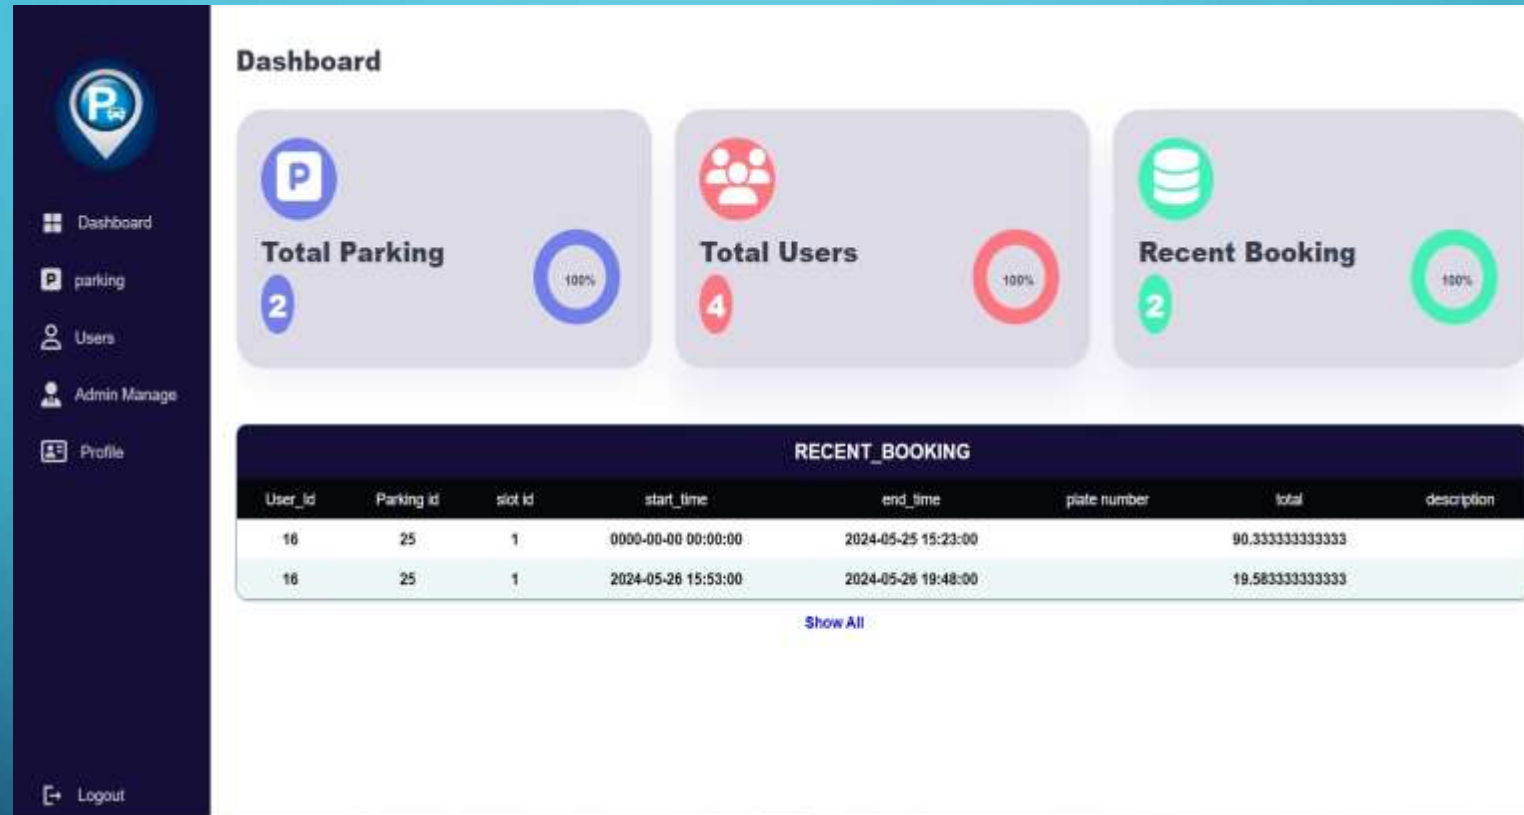 Dashboard
P
P
Total Parking
2
100%
Total Users
4
100%
Recent Booking
2
100%
Dashboard
P parking
Users
Admin Manage
Profile
Logout
RECENT_BOOKING
User_Id Parking id slot id start_time end_time plate number total description
16 25 1 0000-00-00 00:00:00 2024-05-25 15:23:00 90.333333333333
16 25 1 2024-05-26 15:53:00 2024-05-26 19:48:00 19.583333333333
Show All